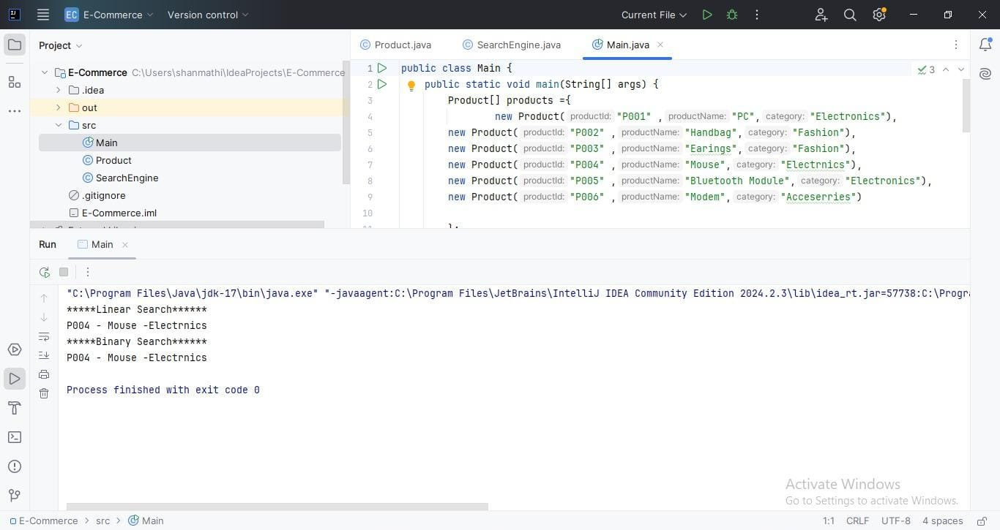 EC E-Commerce Version control Current File
Project
E-Commerce C:\Users\shanmathi\IdeaProjects\E-Commerce
.idea
out
src
Main
Product
SearchEngine
.gitignore
E-Commerce.iml
Product.java SearchEngine.java Main.java
1 public class Main {
3
2 public static void main(String[] args) {
3 Product[] products ={
4 new Product( productId: "P001" , productName: "PC", category: "Electronics"),
5 new Product( productId: "P002" , productName: "Handbag", category: "Fashion"),
6 new Product( productId: "P003" , productName: "Earings", category: "Fashion"),
7 new Product( productId: "P004" , productName: "Mouse", category: "Electrnics"),
8 new Product( productId: "P005" , productName: "Bluetooth Module", category: "Electronics"),
9 new Product( productId: "P006" , productName: "Modem", category: "Acceserries")
10
Run Main
"C:\Program Files\Java\jdk-17\bin\java.exe" "-javaagent:C:\Program Files\JetBrains\IntelliJ IDEA Community Edition 2024.2.3\lib\idea_rt.jar=57738:C:\Progra
*****Linear Search******
P004 - Mouse -Electrnics
*****Binary Search******
P004 - Mouse -Electrnics
Process finished with exit code 0
Activate Windows
Go to Settings to activate Windows.
E-Commerce > src > Main 1:1 CRLF UTF-8 4 spaces